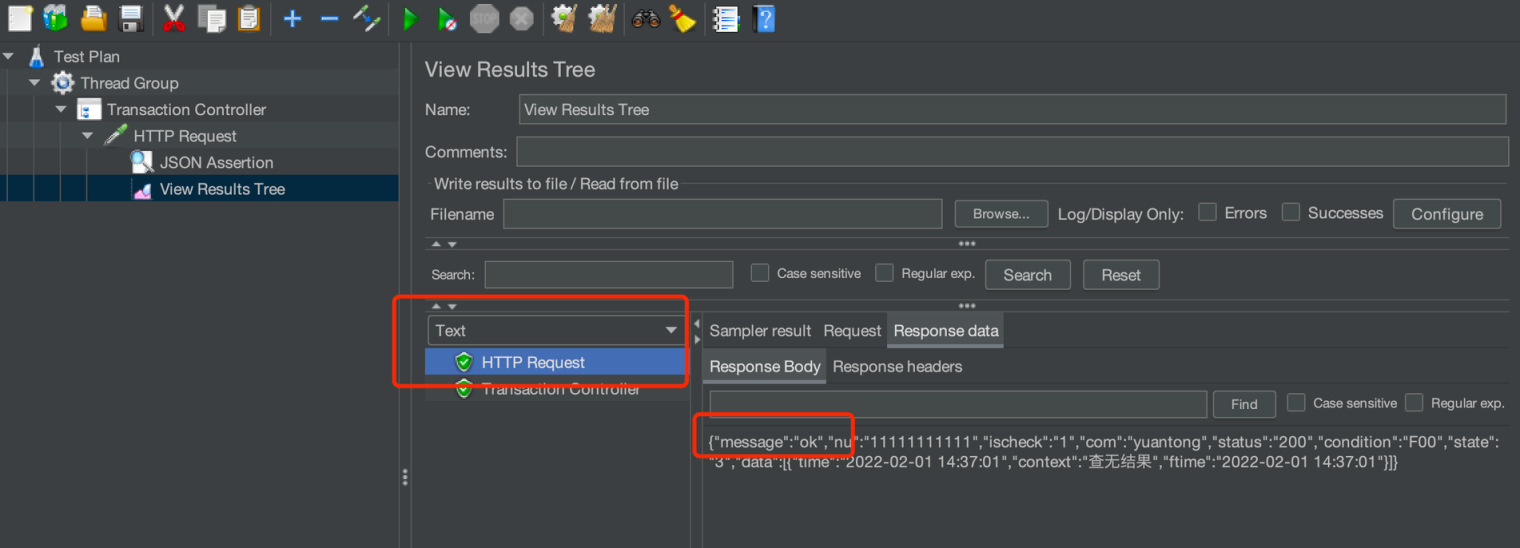 STOP
?
Test Plan
Thread Group
Transaction Controller
HTTP Request
JSON Assertion
View Results Tree
View Results Tree
Name: View Results Tree
Comments:
Write results to file / Read from file
Filename Browse... Log/Display Only: Errors Successes Configure
Search: Case sensitive Regular exp. Search Reset
Text
HTTP Request
Transaction Controller
Sampler result Request Response data
Response Body Response headers
Find Case sensitive Regular exp.
{"message":"ok","nu":"11111111111","ischeck":"1","com":"yuantong","status":"200","condition":"F00","state":
"3","data":[{"time":"2022-02-01 14:37:01","context":"查无结果","ftime":"2022-02-01 14:37:01"}]}